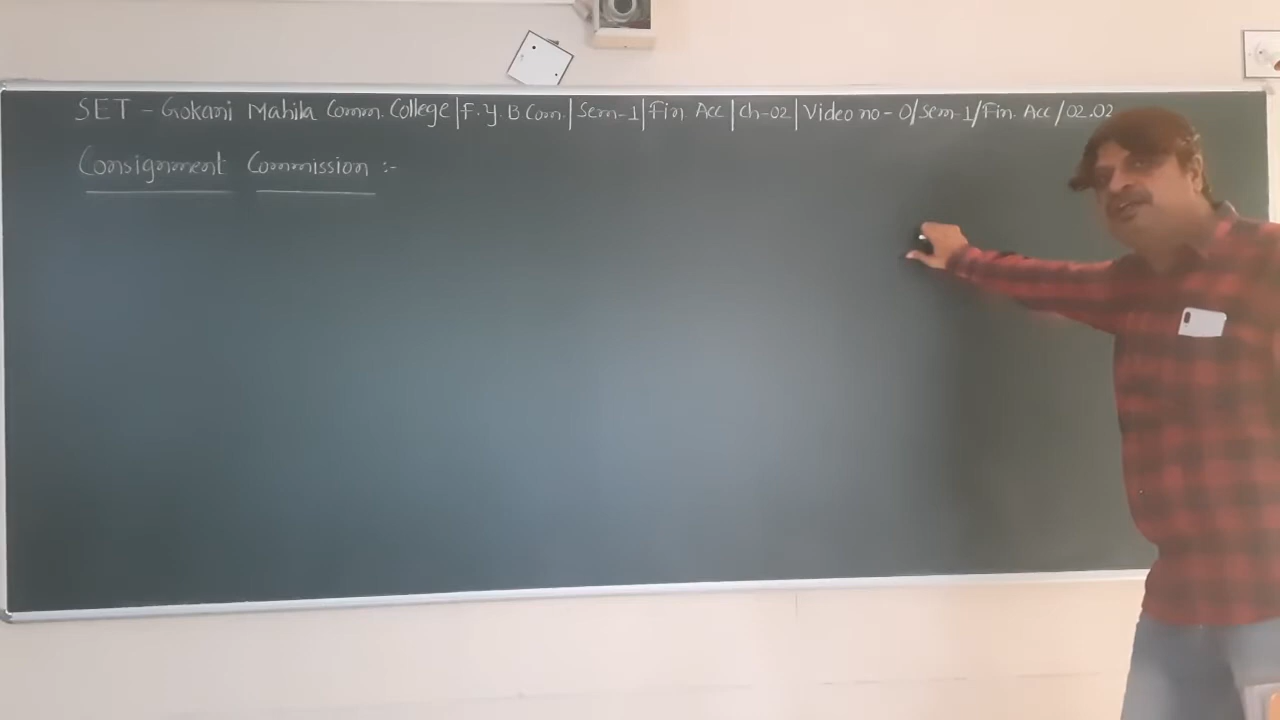 SET - Gokani Mahila Comm. College | F. Y. B Com | Sem-1 | Fin. Acc | Ch-02 | Video no - 0/Sem-1/Fin. Acc /02.02
Consignment Commission :-